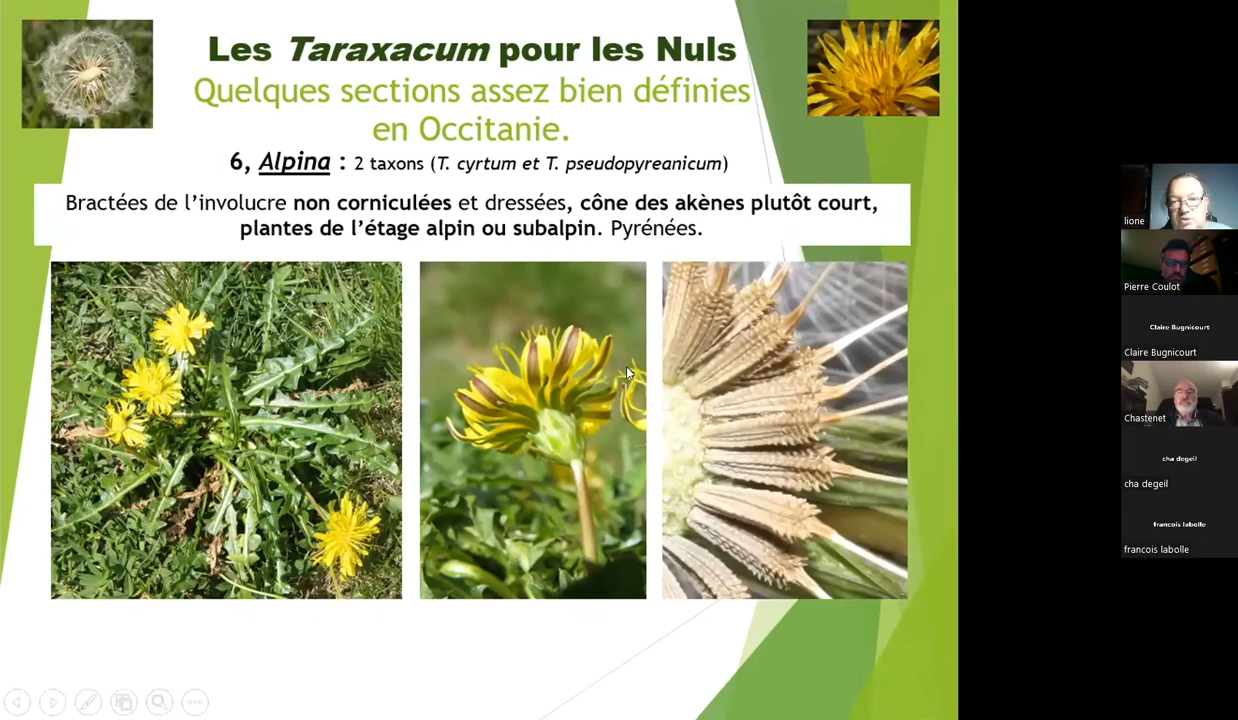 Les Taraxacum pour les Nuls
Quelques sections assez bien définies
en Occitanie.
6, Alpina : 2 taxons (T. cyrtum et T. pseudopyreanicum)
Bractées de l'involucre non corniculées et dressées, cône des akènes plutôt court,
plantes de l'étage alpin ou subalpin. Pyrénées.
lione
Pierre Coulot
Claire Bugnicourt
Claire Bugnicourt
Chastenet
cha degeil
cha degeil
francois labolle
francois labolle